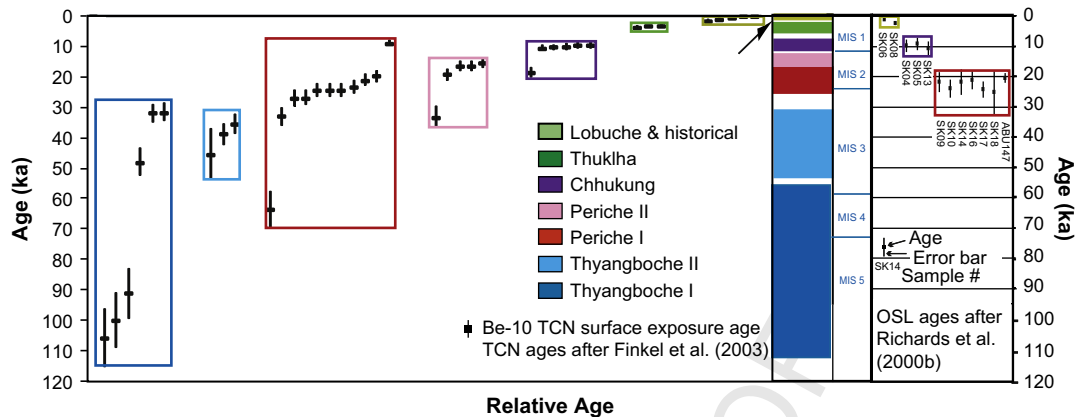 0
10
20
30
40
50
60
70
80
90
100
110
120
Age (ka)
Relative Age
Lobuche & historical
Thuklha
Chhukung
Periche II
Periche I
Thyangboche II
Thyangboche I
Be-10 TCN surface exposure age
TCN ages after Finkel et al. (2003)
MIS 1
MIS 2
MIS 3
MIS 4
MIS 5
SK06
SK08
SK04
SK05
SK13
SK09
SK10
SK14
SK16
SK17
SK18
ABU147
Age
Error bar
SK14
Sample #
OSL ages after
Richards et al.
(2000b)
0
10
20
30
40
50
60
70
80
90
100
110
120
Age (ka)